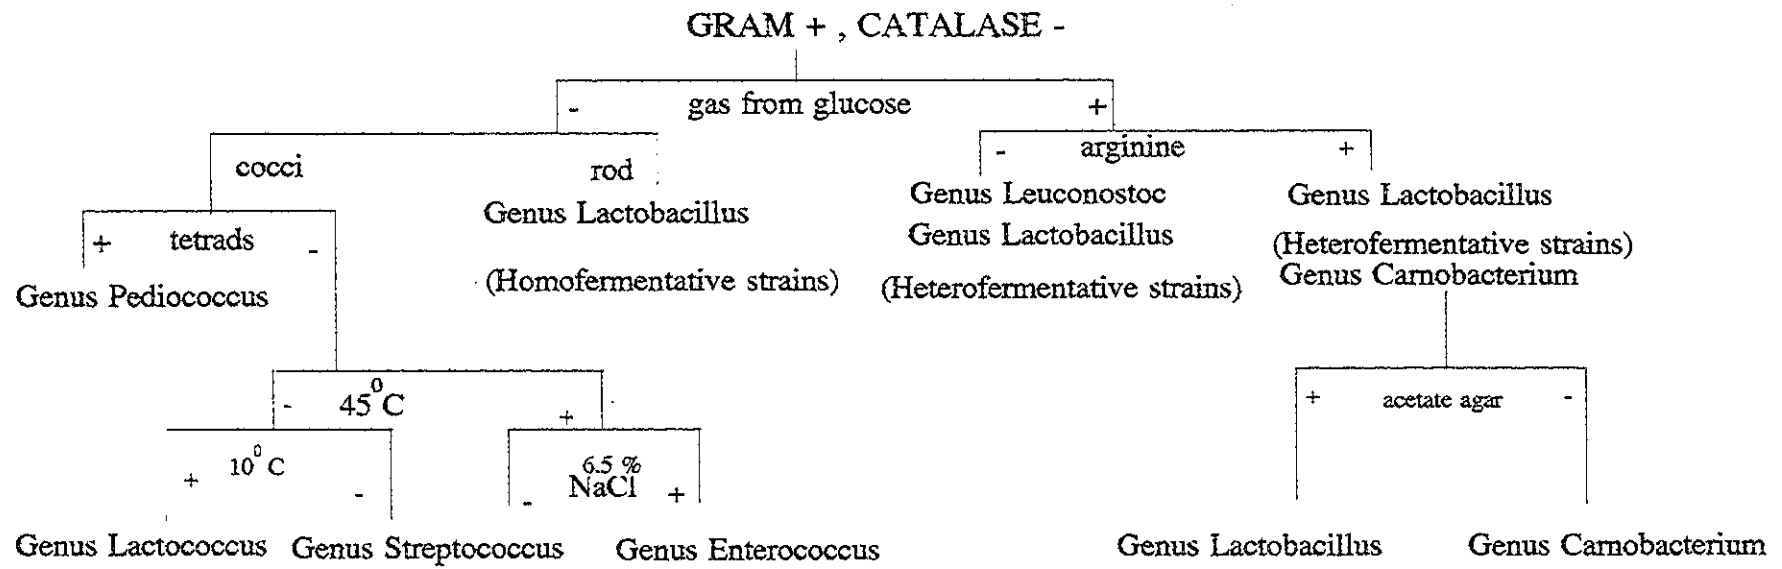 GRAM + , CATALASE -
- gas from glucose +
cocci rod
- arginine +
Genus Lactobacillus
(Homofermentative strains)
Genus Leuconostoc
Genus Lactobacillus
(Heterofermentative strains)
Genus Lactobacillus
(Heterofermentative strains)
Genus Carnobacterium
+ tetrads -
Genus Pediococcus
- 45⁰C +
+ acetate agar -
+ 10⁰ C -
6.5 %
- NaCl +
Genus Lactococcus
Genus Streptococcus
Genus Enterococcus
Genus Lactobacillus
Genus Carnobacterium